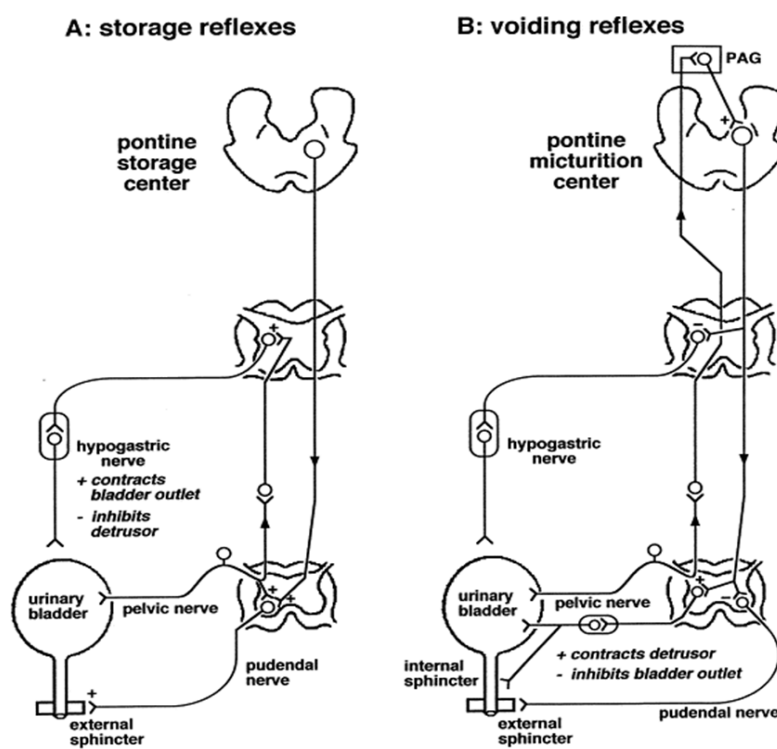 A: storage reflexes
pontine
storage
center
+
hypogastric
nerve
+ contracts
bladder outlet
- inhibits
detrusor
urinary
bladder
pelvic nerve
+
+
pudendal
nerve
+
external
sphincter
B: voiding reflexes
PAG
+
pontine
micturition
center
-
hypogastric
nerve
urinary
bladder
pelvic nerve
+
-
+ contracts detrusor
- inhibits bladder outlet
internal
sphincter
external
sphincter
pudendal nerve